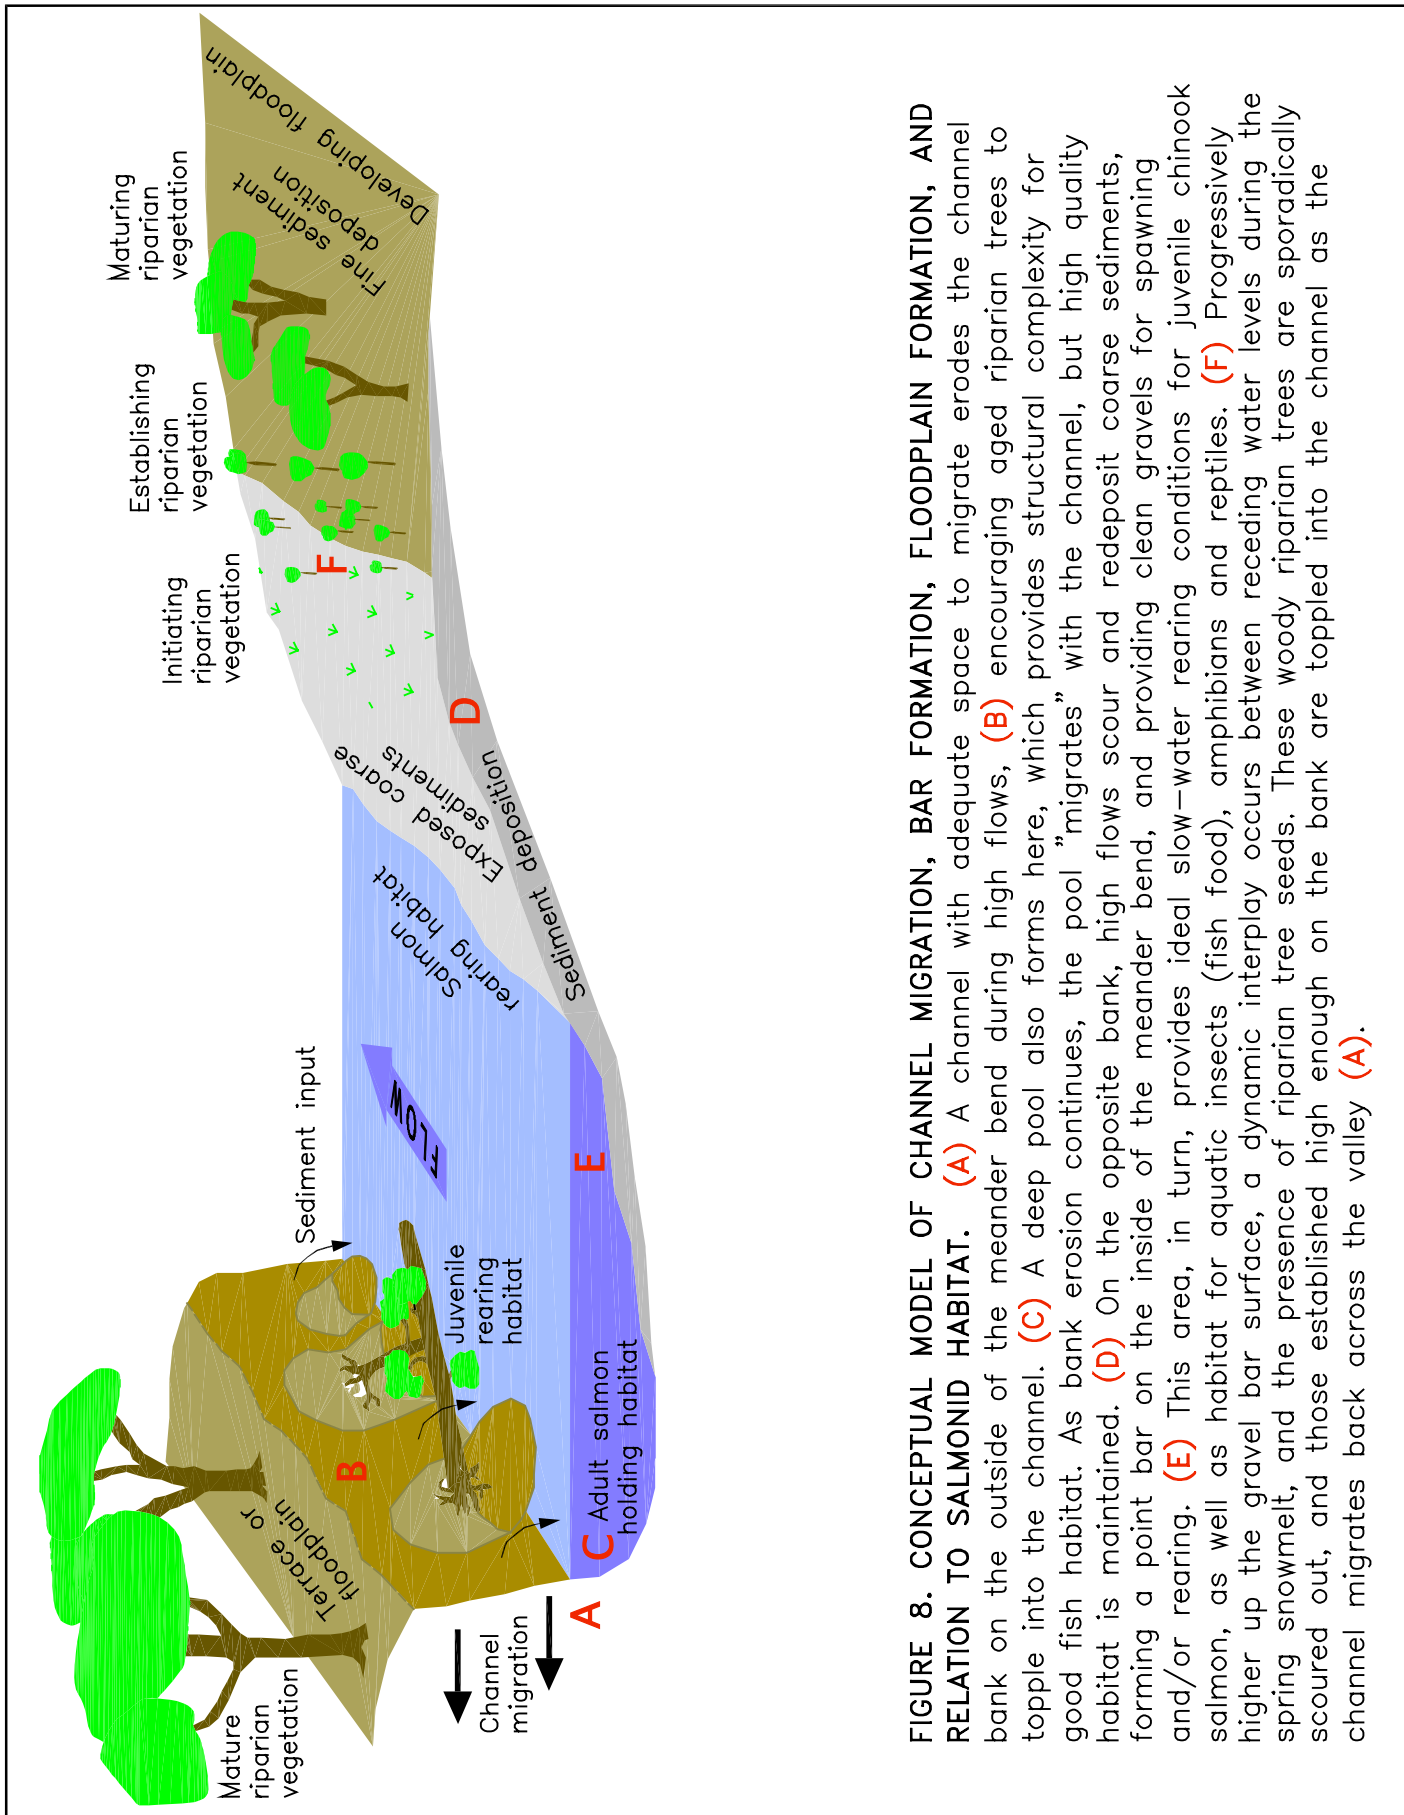 Mature
riparian
vegetation
Terrace or
floodplain
Channel
migration
A
B
C
Adult salmon
holding habitat
Juvenile
rearing
habitat
Sediment input
FLOW
E
Salmon
rearing habitat
Exposed coarse
sediments
Sediment deposition
D
Initiating
riparian
vegetation
F
Establishing
riparian
vegetation
Maturing
riparian
vegetation
Fine sediment
deposition
Developing floodplain
FIGURE 8. CONCEPTUAL MODEL OF CHANNEL MIGRATION, BAR FORMATION, FLOODPLAIN FORMATION, AND
RELATION TO SALMONID HABITAT. (A) A channel with adequate space to migrate erodes the channel
bank on the outside of the meander bend during high flows, (B) encouraging aged riparian trees to
topple into the channel. (C) A deep pool also forms here, which provides structural complexity for
good fish habitat. As bank erosion continues, the pool "migrates" with the channel, but high quality
habitat is maintained. (D) On the opposite bank, high flows scour and redeposit coarse sediments,
forming a point bar on the inside of the meander bend, and providing clean gravels for spawning
and/or rearing. (E) This area, in turn, provides ideal slow-water rearing conditions for juvenile chinook
salmon, as well as habitat for aquatic insects (fish food), amphibians and reptiles. (F) Progressively
higher up the gravel bar surface, a dynamic interplay occurs between receding water levels during the
spring snowmelt, and the presence of riparian tree seeds. These woody riparian trees are sporadically
scoured out, and those established high enough on the bank are toppled into the channel as the
channel migrates back across the valley (A).